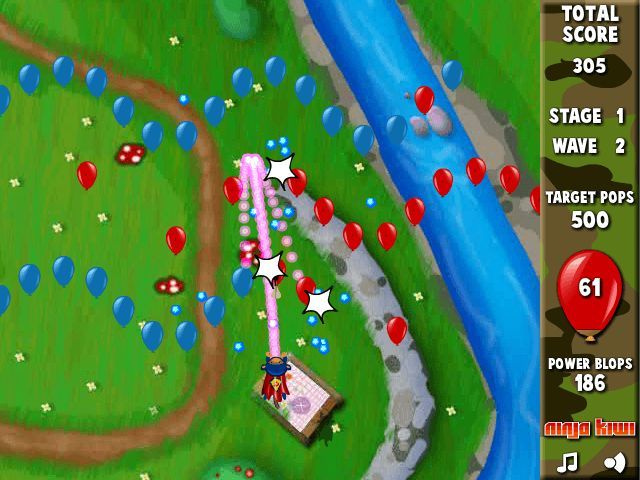 TOTAL
SCORE
305
STAGE 1
WAVE 2
TARGET POPS
500
61
POWER BLOPS
186
ninja kiwi